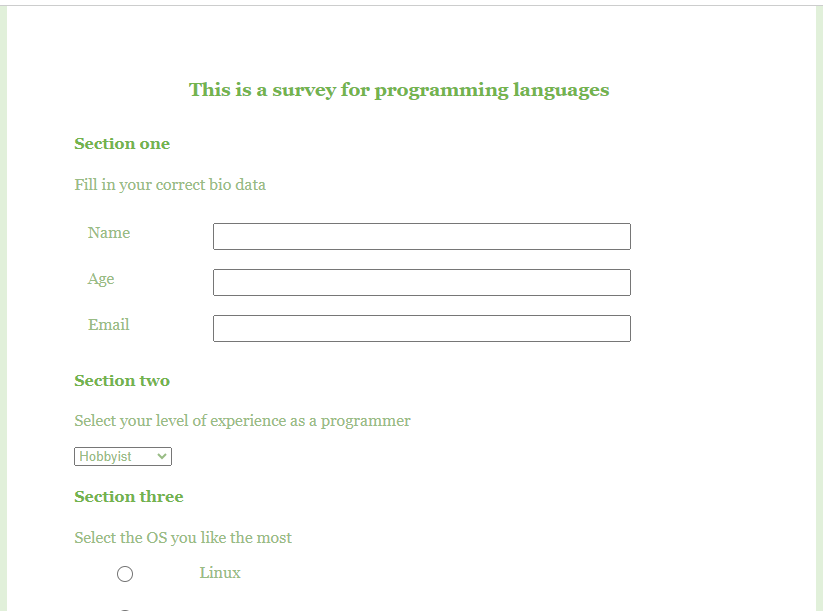 This is a survey for programming languages
Section one
Fill in your correct bio data
Name
Age
Email
Section two
Select your level of experience as a programmer
Hobbyist
Section three
Select the OS you like the most
Linux